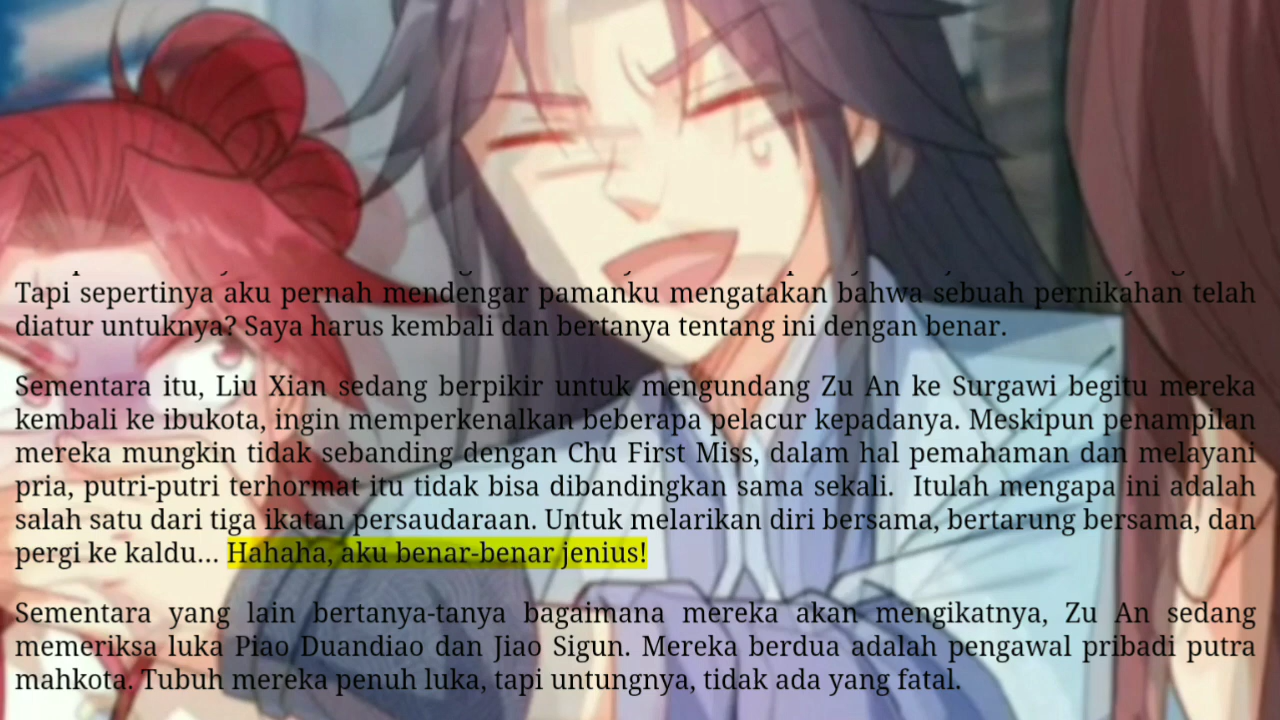 Tapi sepertinya aku pernah mendengar pamanku mengatakan bahwa sebuah pernikahan telah
diatur untuknya? Saya harus kembali dan bertanya tentang ini dengan benar.
Sementara itu, Liu Xian sedang berpikir untuk mengundang Zu An ke Surgawi begitu mereka
kembali ke ibukota, ingin memperkenalkan beberapa pelacur kepadanya. Meskipun penampilan
mereka mungkin tidak sebanding dengan Chu First Miss, dalam hal pemahaman dan melayani
pria, putri-putri terhormat itu tidak bisa dibandingkan sama sekali.  Itulah mengapa ini adalah
salah satu dari tiga ikatan persaudaraan. Untuk melarikan diri bersama, bertarung bersama, dan
pergi ke kaldu... Hahaha, aku benar-benar jenius!
Sementara yang lain bertanya-tanya bagaimana mereka akan mengikatnya, Zu An sedang
memeriksa luka Piao Duandiao dan Jiao Sigun. Mereka berdua adalah pengawal pribadi putra
mahkota. Tubuh mereka penuh luka, tapi untungnya, tidak ada yang fatal.